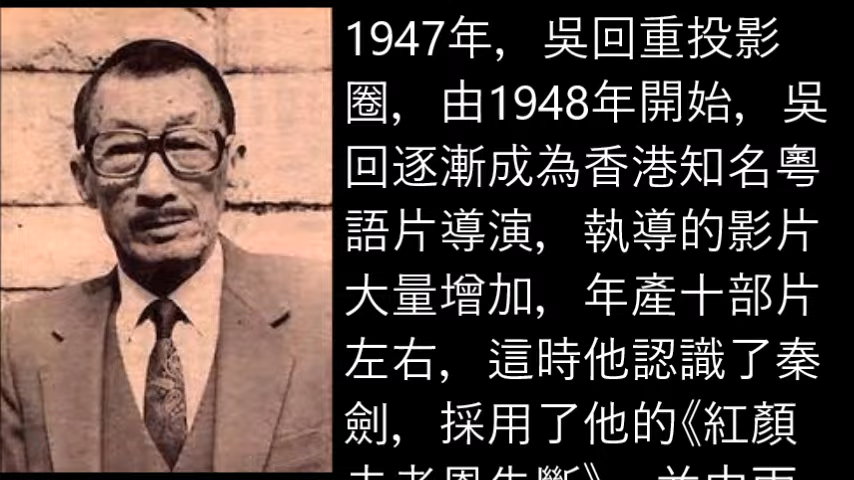 1947年，吳回重投影
圈，由1948年開始，吳
回逐漸成為香港知名粵
語片導演，執導的影片
大量增加，年產十部片
左右，這時他認識了秦
劍，採用了他的《紅顏